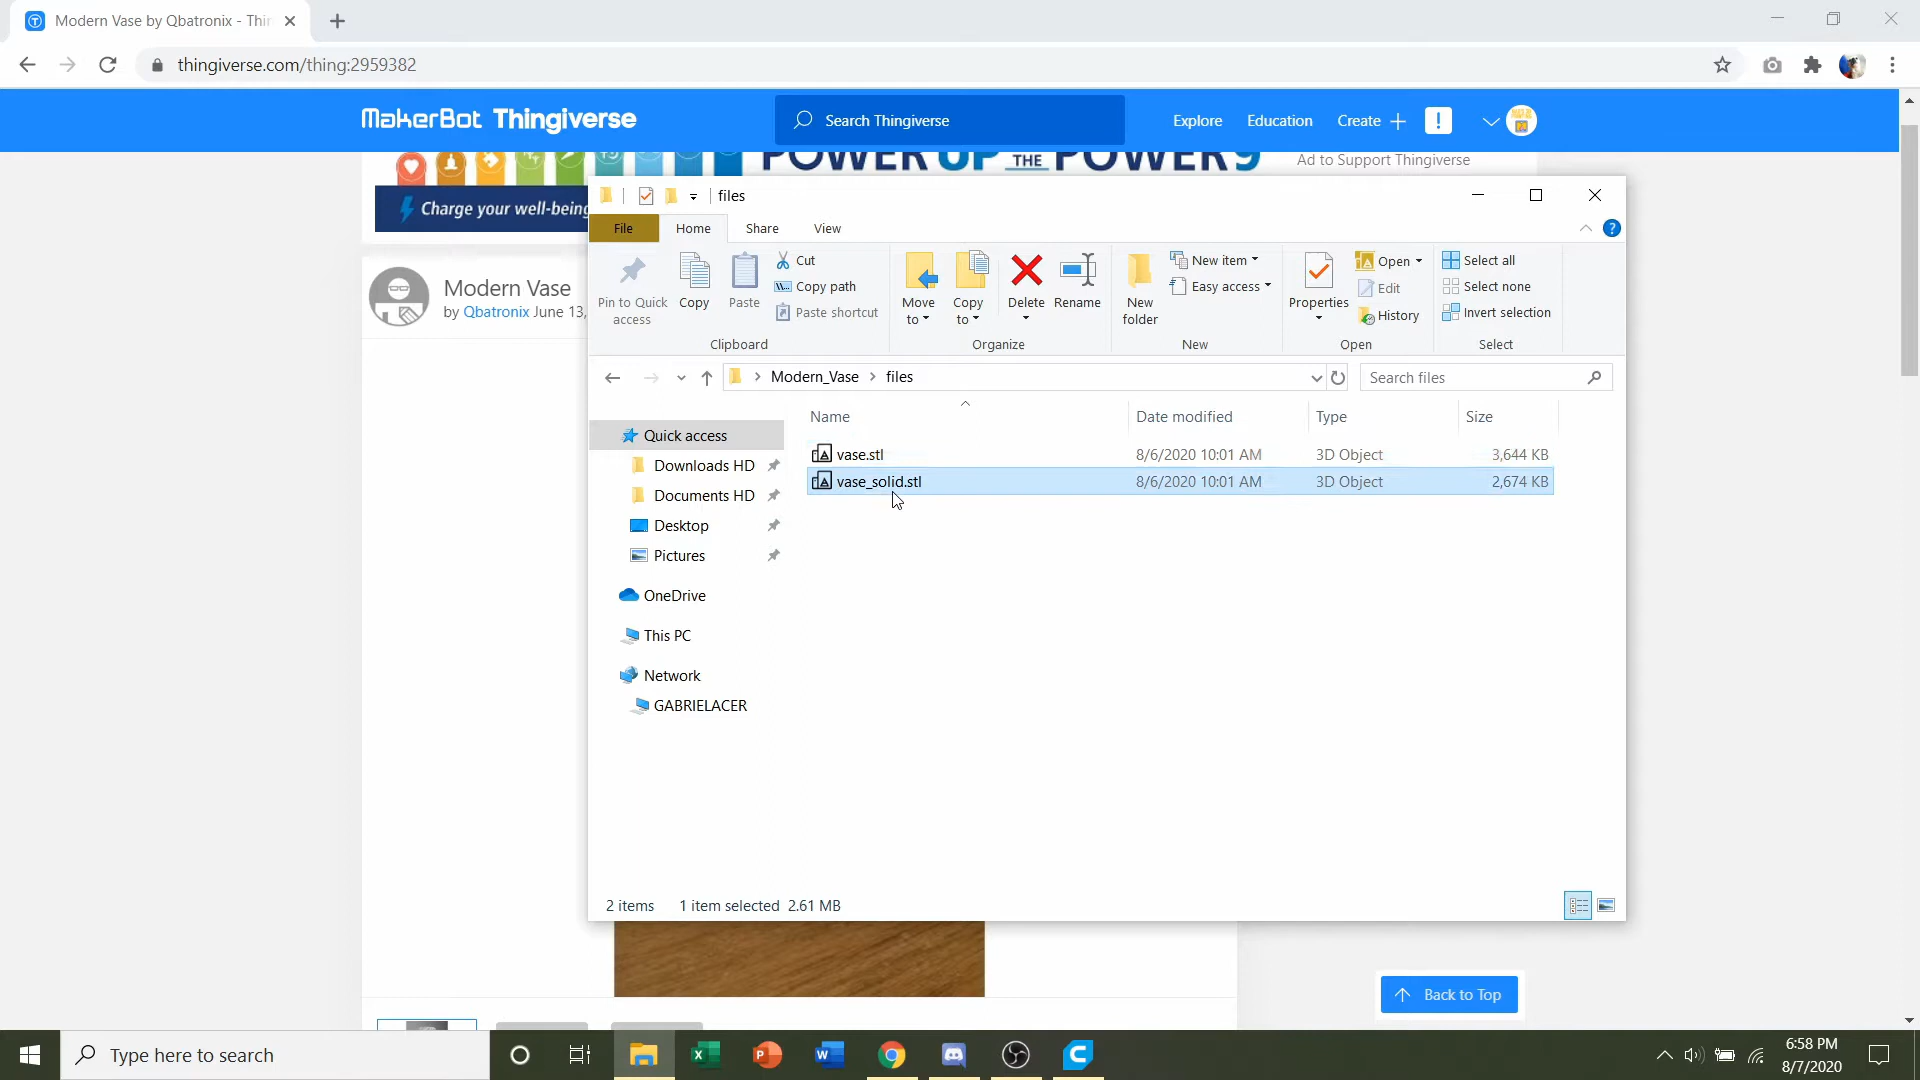 Modern Vase by Qbatronix - Thin
thingiverse.com/thing:2959382
MakerBot Thingiverse
Search Thingiverse
Explore Education Create
POWER UP THE POWER 9
Ad to Support Thingiverse
Charge your well-being
Modern Vase
by Qbatronix June 13,
files
File Home Share View
Pin to Quick access
Copy
Paste
Cut
Copy path
Paste shortcut
Clipboard
Move to
Copy to
Delete
Rename
Organize
New folder
New item
Easy access
New
Properties
Open
Edit
History
Open
Select all
Select none
Invert selection
Select
Modern_Vase > files
Search files
Name Date modified Type Size
vase.stl 8/6/2020 10:01 AM 3D Object 3,644 KB
vase_solid.stl 8/6/2020 10:01 AM 3D Object 2,674 KB
Quick access
Downloads HD
Documents HD
Desktop
Pictures
OneDrive
This PC
Network
GABRIELACER
2 items 1 item selected 2.61 MB
Back to Top
Type here to search
6:58 PM
8/7/2020